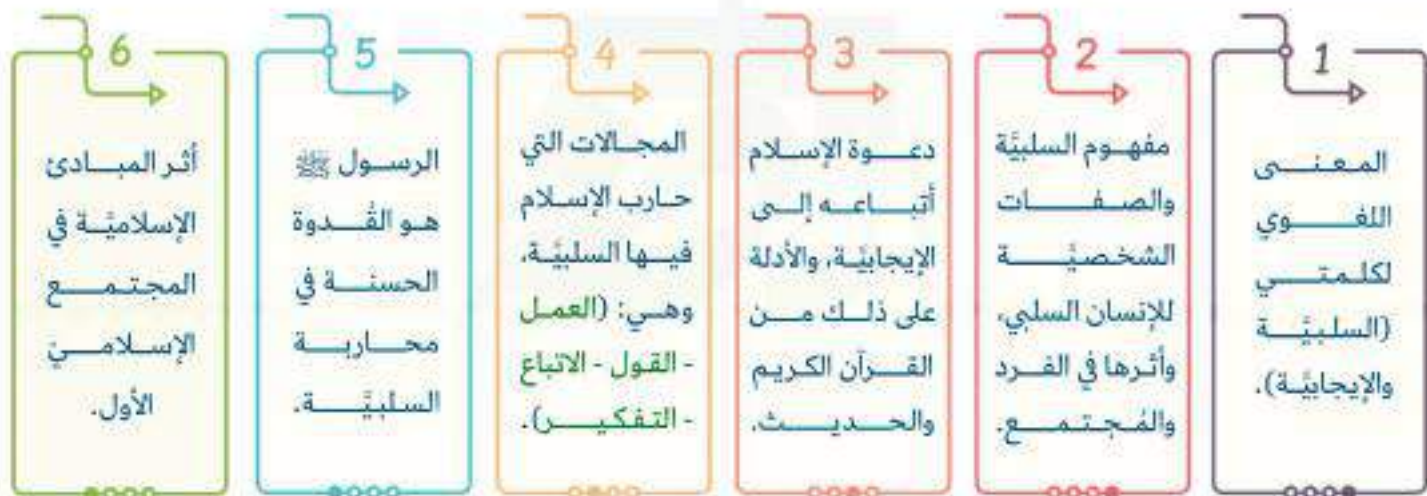 1
المعنى
اللغوي
لكلمتي
(السلبيَّة
والإيجابيَّة).
2
مفهوم السلبيَّة
والصفات
الشخصيَّة
للإنسان السلبي،
وأثرها في الفرد
والمُجتمع.
3
دعوة الإسلام
أتباعه إلى
الإيجابيَّة، والأدلة
على ذلك من
القرآن الكريم
والحديث.
4
المجالات التي
حارب الإسلام
فيها السلبيَّة،
وهي: (العمل
- القول - الاتباع
- التفكير).
5
الرسول ﷺ
هو القُدوة
الحسنة في
محاربة
السلبيَّة.
6
أثر المبادئ
الإسلاميَّة في
المجتمع
الإسلامي
الأول.